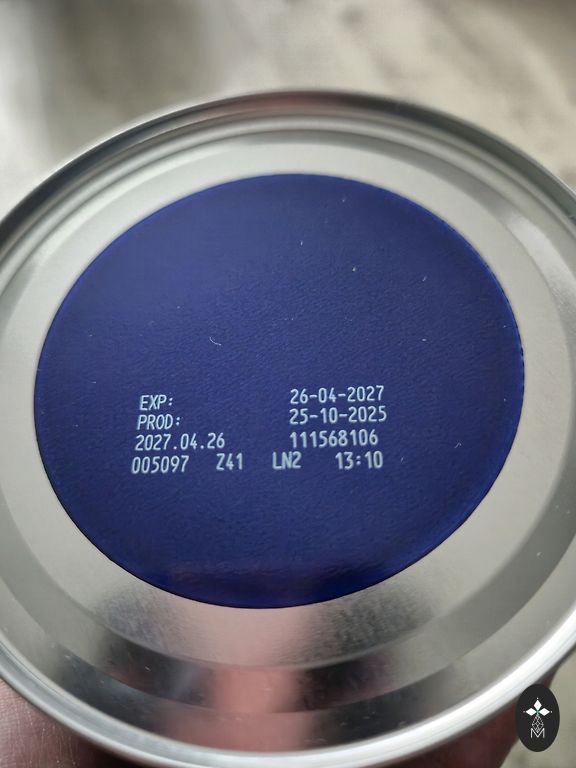 EXP: 26-04-2027
PROD: 25-10-2025
2027.04.26 111568106
005097 Z41 LN2 13:10
M